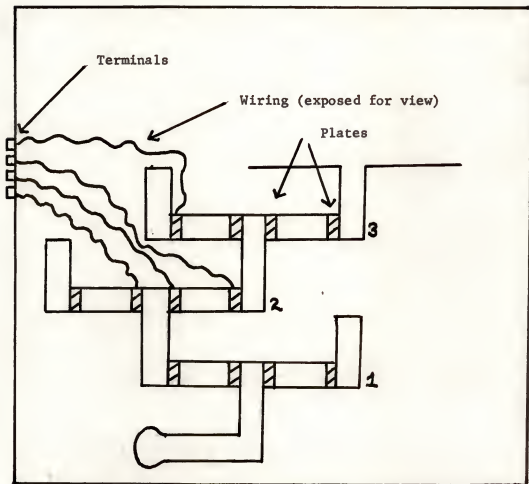 Terminals
Wiring (exposed for view)
Plates
3
2
1